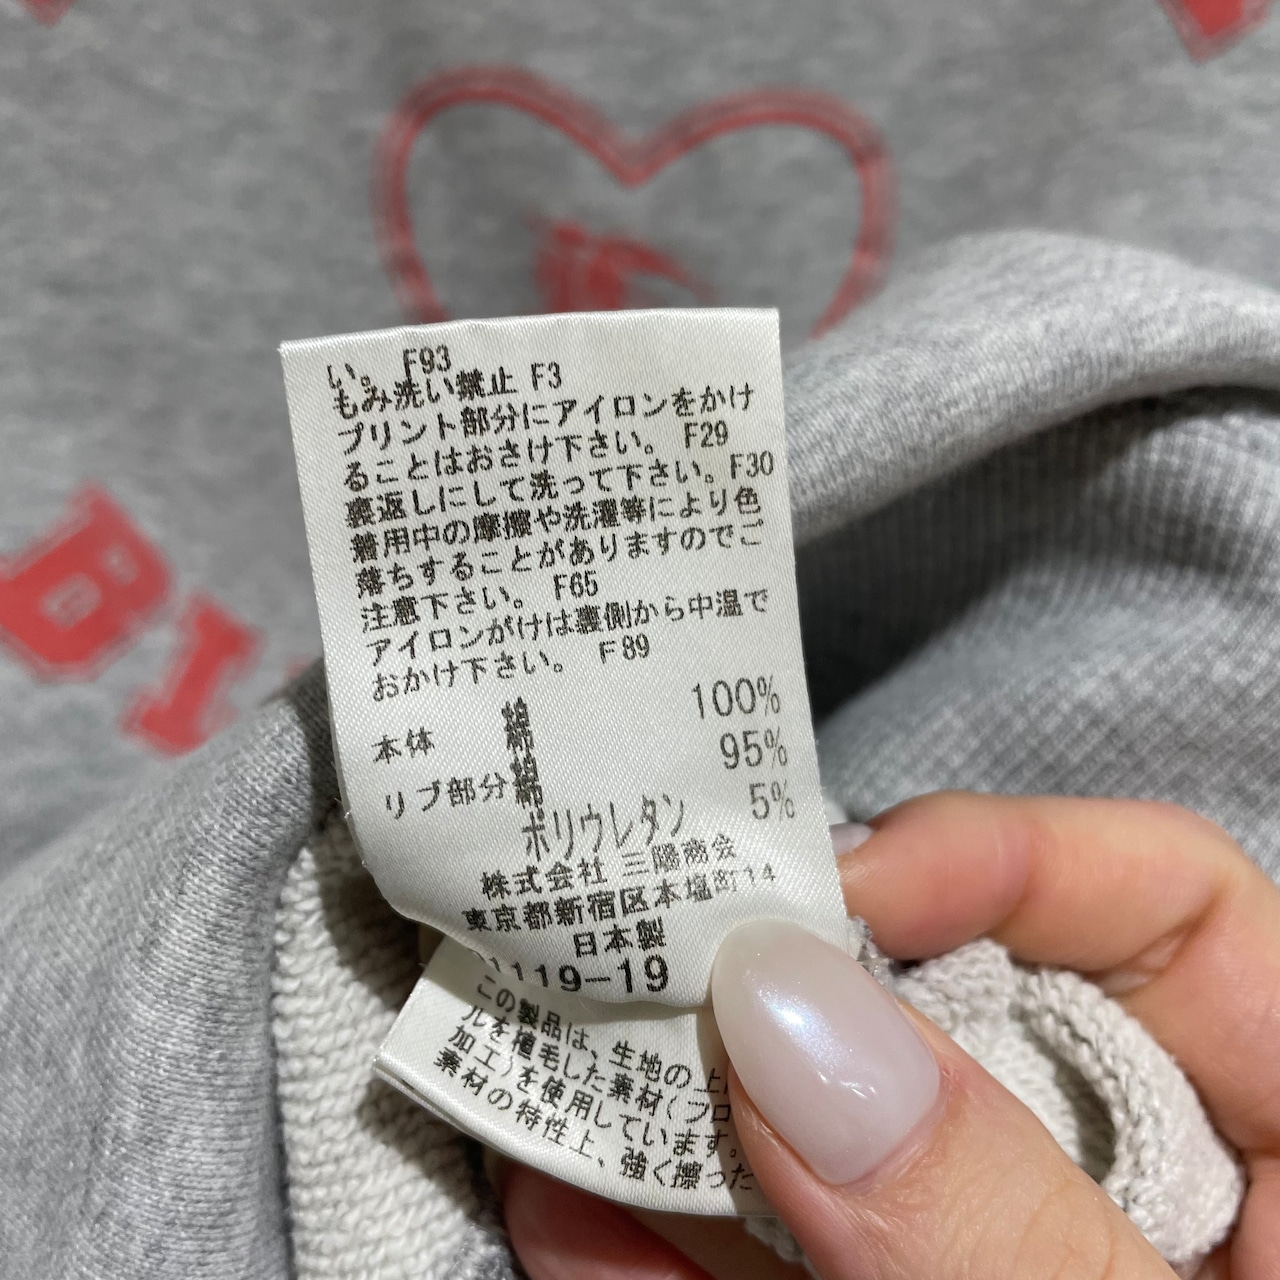 い。 F93
もみ洗い禁止 F3
プリント部分にアイロンをかけ
ることはおさけ下さい。 F29
裏返しにして洗って下さい。F30
着用中の摩擦や洗濯等により色
落ちすることがありますのでご
注意下さい。 F65
アイロンがけは裏側から中温で
おかけ下さい。 F89
本体 綿 100%
リブ部分 綿 95%
ポリウレタン 5%
株式会社 三陽商会
東京都新宿区本塩町14
日本製
119-19
この製品は、生地の上
ルを植毛した素材(フロ
加工)を使用しています。
素材の特性上、強く擦った
B